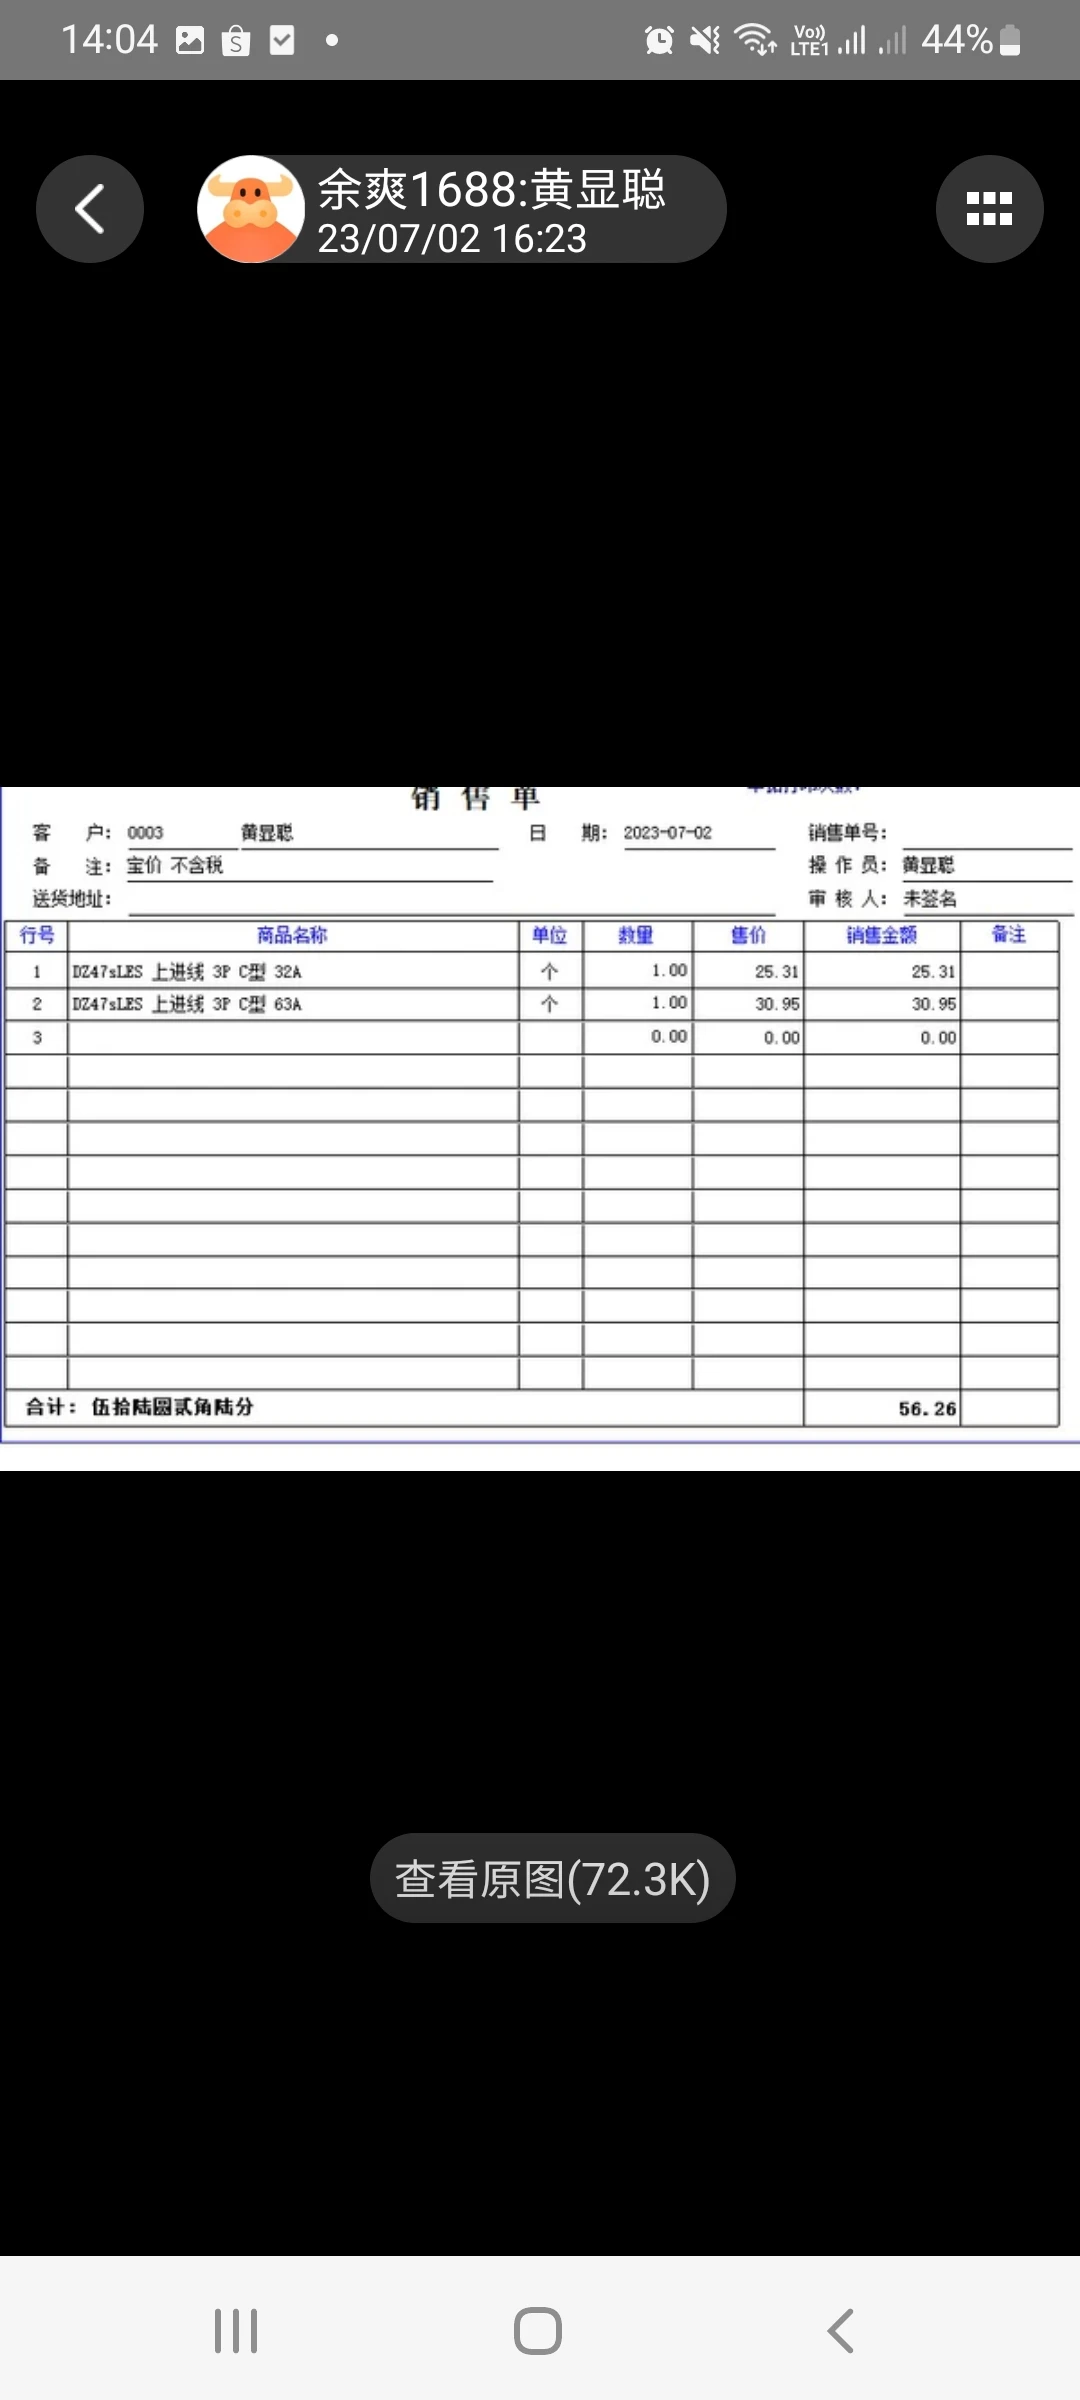 14:04
Vo)) LTE1 44%
余爽1688:黄显聪
23/07/02 16:23
销 售 单
客 户: 0003 黄显聪 日 期: 2023-07-02 销售单号:
备 注: 宝价 不含税 操 作 员: 黄显聪
送货地址: 审 核 人: 未签名
行号 商品名称 单位 数量 售价 销售金额 备注
1 DZ47sLES 上进线 3P C型 32A 个 1.00 25.31 25.31
2 DZ47sLES 上进线 3P C型 63A 个 1.00 30.95 30.95
3 0.00 0.00 0.00
合计: 伍拾陆圆贰角陆分 56.26
查看原图(72.3K)